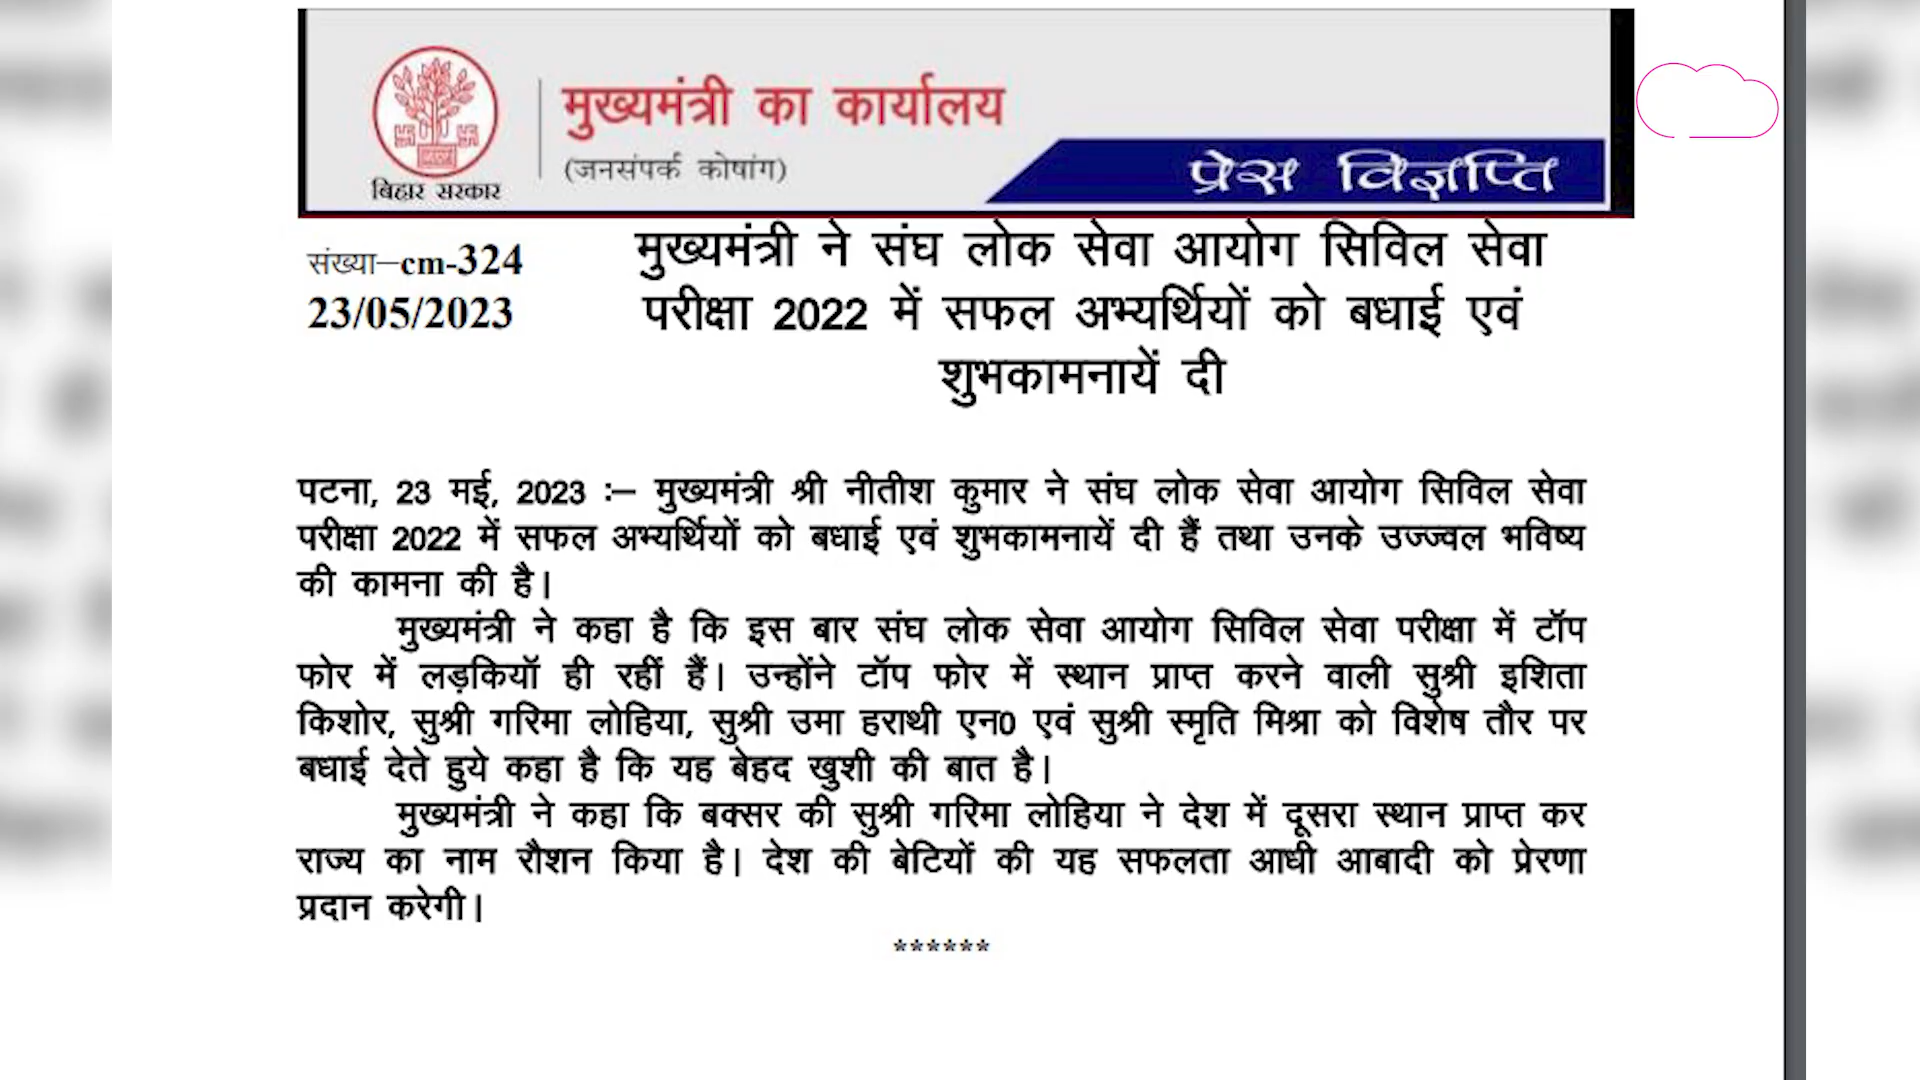 मुख्यमंत्री का कार्यालय
(जनसंपर्क कोषांग)
बिहार सरकार
प्रेस विज्ञप्ति
संख्या–cm-324
23/05/2023
मुख्यमंत्री ने संघ लोक सेवा आयोग सिविल सेवा
परीक्षा 2022 में सफल अभ्यर्थियों को बधाई एवं
शुभकामनायें दी
पटना, 23 मई, 2023 :– मुख्यमंत्री श्री नीतीश कुमार ने संघ लोक सेवा आयोग सिविल सेवा
परीक्षा 2022 में सफल अभ्यर्थियों को बधाई एवं शुभकामनायें दी हैं तथा उनके उज्ज्वल भविष्य
की कामना की है।
मुख्यमंत्री ने कहा है कि इस बार संघ लोक सेवा आयोग सिविल सेवा परीक्षा में टॉप
फोर में लड़कियॉ ही रहीं हैं। उन्होंने टॉप फोर में स्थान प्राप्त करने वाली सुश्री इशिता
किशोर, सुश्री गरिमा लोहिया, सुश्री उमा हराथी एन0 एवं सुश्री स्मृति मिश्रा को विशेष तौर पर
बधाई देते हुये कहा है कि यह बेहद खुशी की बात है।
मुख्यमंत्री ने कहा कि बक्सर की सुश्री गरिमा लोहिया ने देश में दूसरा स्थान प्राप्त कर
राज्य का नाम रौशन किया है। देश की बेटियों की यह सफलता आधी आबादी को प्रेरणा
प्रदान करेगी।
******